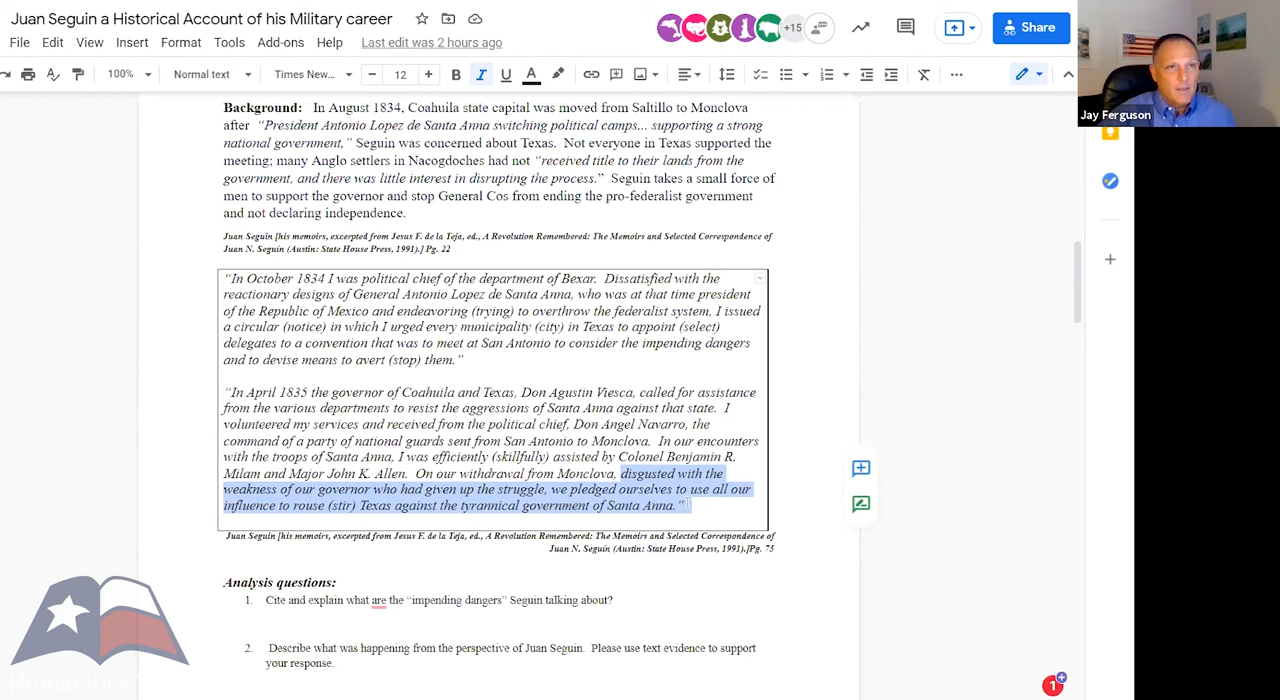 Juan Seguin a Historical Account of his Military career
+15
Share
File Edit View Insert Format Tools Add-ons Help Last edit was 2 hours ago
100% Normal text Times New... 12 B I U A
Jay Ferguson
Background: In August 1834, Coahuila state capital was moved from Saltillo to Monclova
after “President Antonio Lopez de Santa Anna switching political camps... supporting a strong
national government,” Seguin was concerned about Texas. Not everyone in Texas supported the
meeting; many Anglo settlers in Nacogdoches had not “received title to their lands from the
government, and there was little interest in disrupting the process.” Seguin takes a small force of
men to support the governor and stop General Cos from ending the pro-federalist government
and not declaring independence.
Juan Seguin [his memoirs, excerpted from Jesus F. de la Teja, ed., A Revolution Remembered: The Memoirs and Selected Correspondence of
Juan N. Seguin (Austin: State House Press, 1991).] Pg. 22
“In October 1834 I was political chief of the department of Bexar. Dissatisfied with the
reactionary designs of General Antonio Lopez de Santa Anna, who was at that time president
of the Republic of Mexico and endeavoring (trying) to overthrow the federalist system, I issued
a circular (notice) in which I urged every municipality (city) in Texas to appoint (select)
delegates to a convention that was to meet at San Antonio to consider the impending dangers
and to devise means to avert (stop) them.”
“In April 1835 the governor of Coahuila and Texas, Don Agustin Viesca, called for assistance
from the various departments to resist the aggressions of Santa Anna against that state. I
volunteered my services and received from the political chief, Don Angel Navarro, the
command of a party of national guards sent from San Antonio to Monclova. In our encounters
with the troops of Santa Anna, I was efficiently (skillfully) assisted by Colonel Benjamin R.
Milam and Major John K. Allen. On our withdrawal from Monclova, disgusted with the
weakness of our governor who had given up the struggle, we pledged ourselves to use all our
influence to rouse (stir) Texas against the tyrannical government of Santa Anna.”
Juan Seguin [his memoirs, excerpted from Jesus F. de la Teja, ed., A Revolution Remembered: The Memoirs and Selected Correspondence of
Juan N. Seguin (Austin: State House Press, 1991).]Pg. 75
Analysis questions:
1. Cite and explain what are the “impending dangers” Seguin talking about?
2. Describe what was happening from the perspective of Juan Seguin. Please use text evidence to support
your response.
Humanities
1